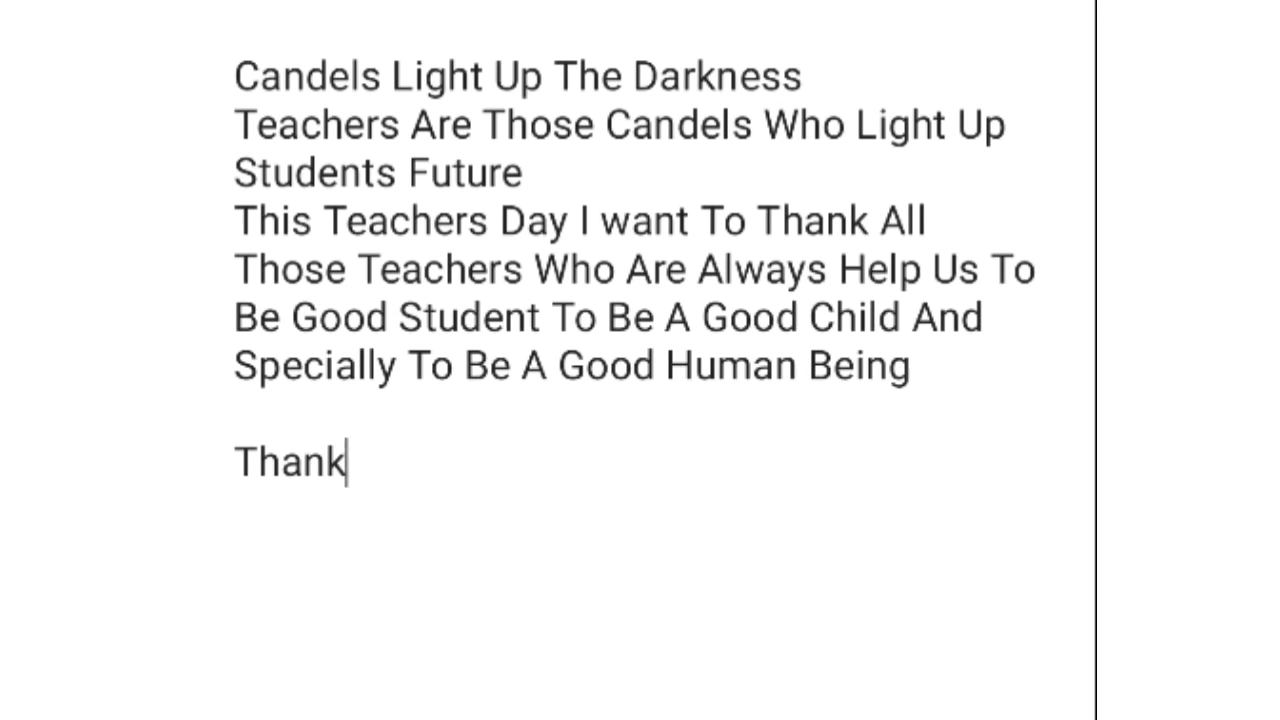 Candels Light Up The Darkness
Teachers Are Those Candels Who Light Up
Students Future
This Teachers Day I want To Thank All
Those Teachers Who Are Always Help Us To
Be Good Student To Be A Good Child And
Specially To Be A Good Human Being
Thank